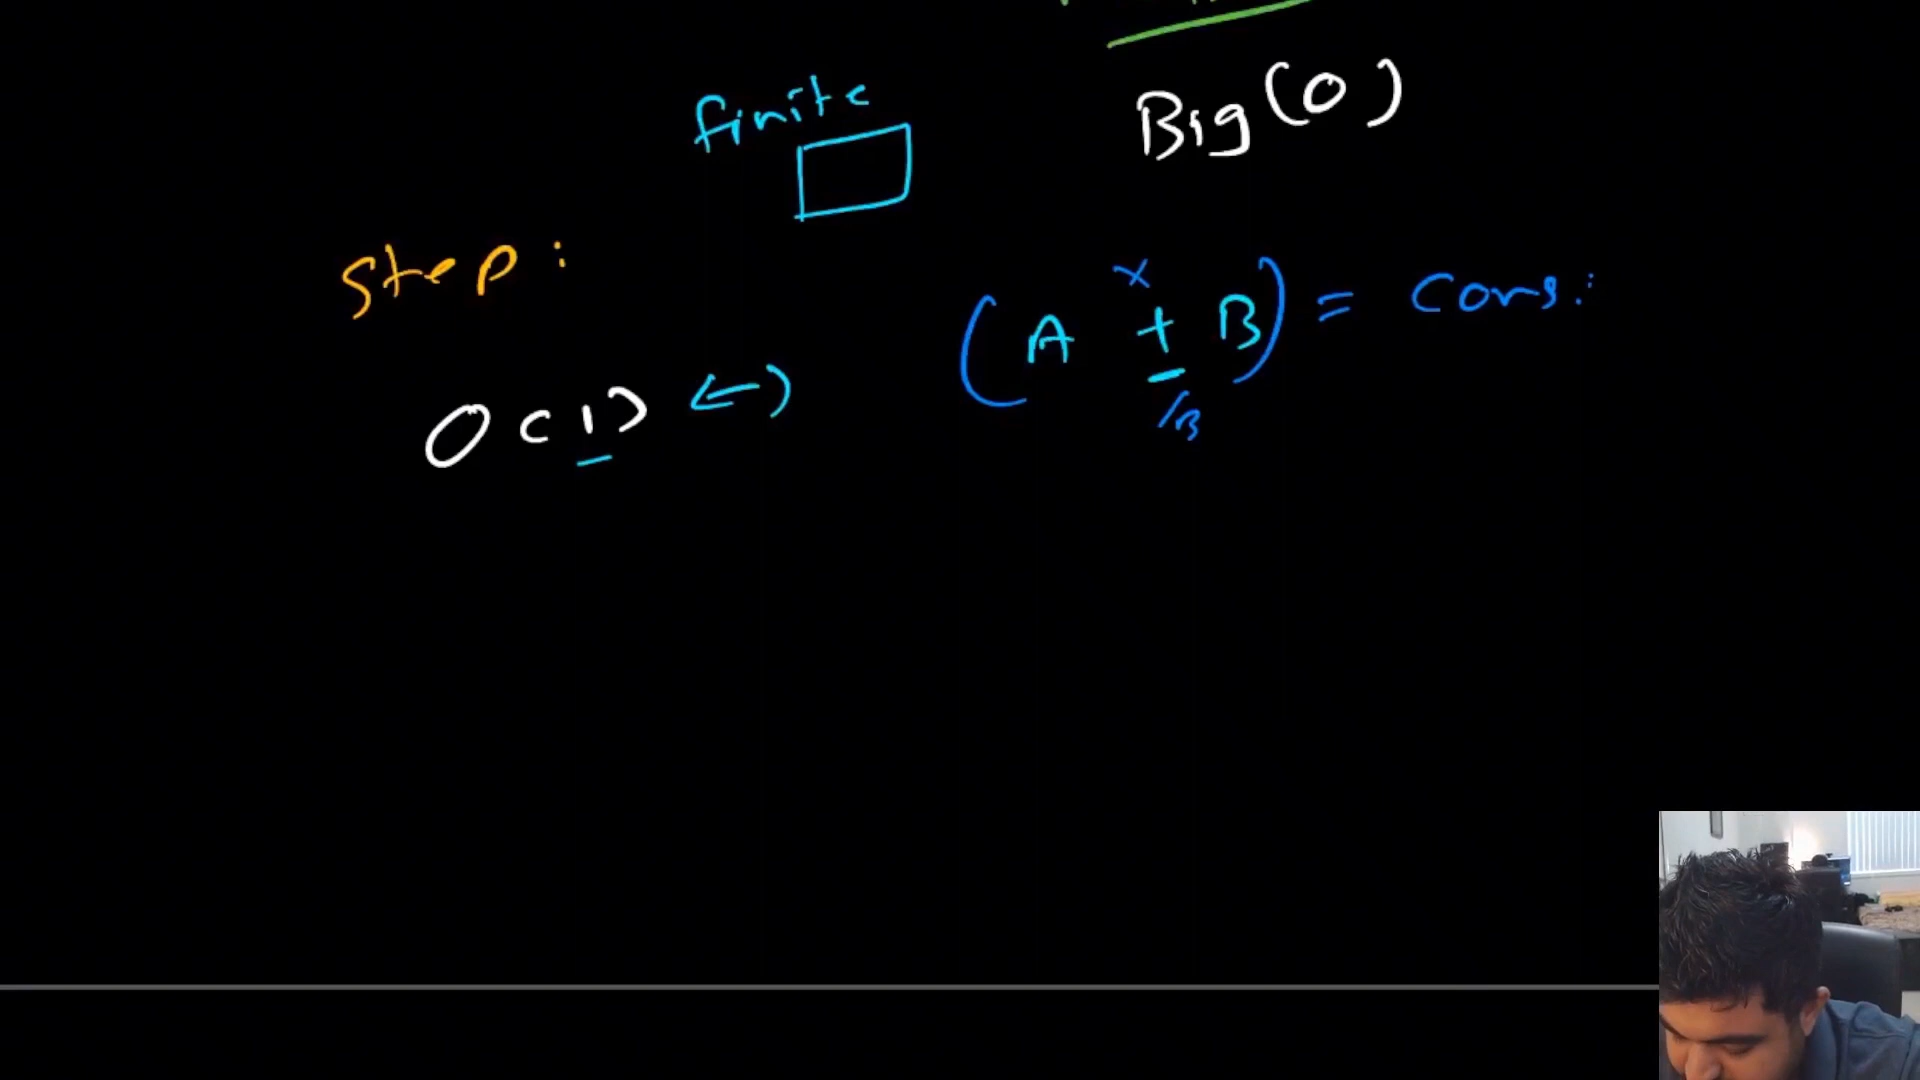 finite
Big(O)
Step:
(A + B) = Cons.
x
/B
O(1) <-)